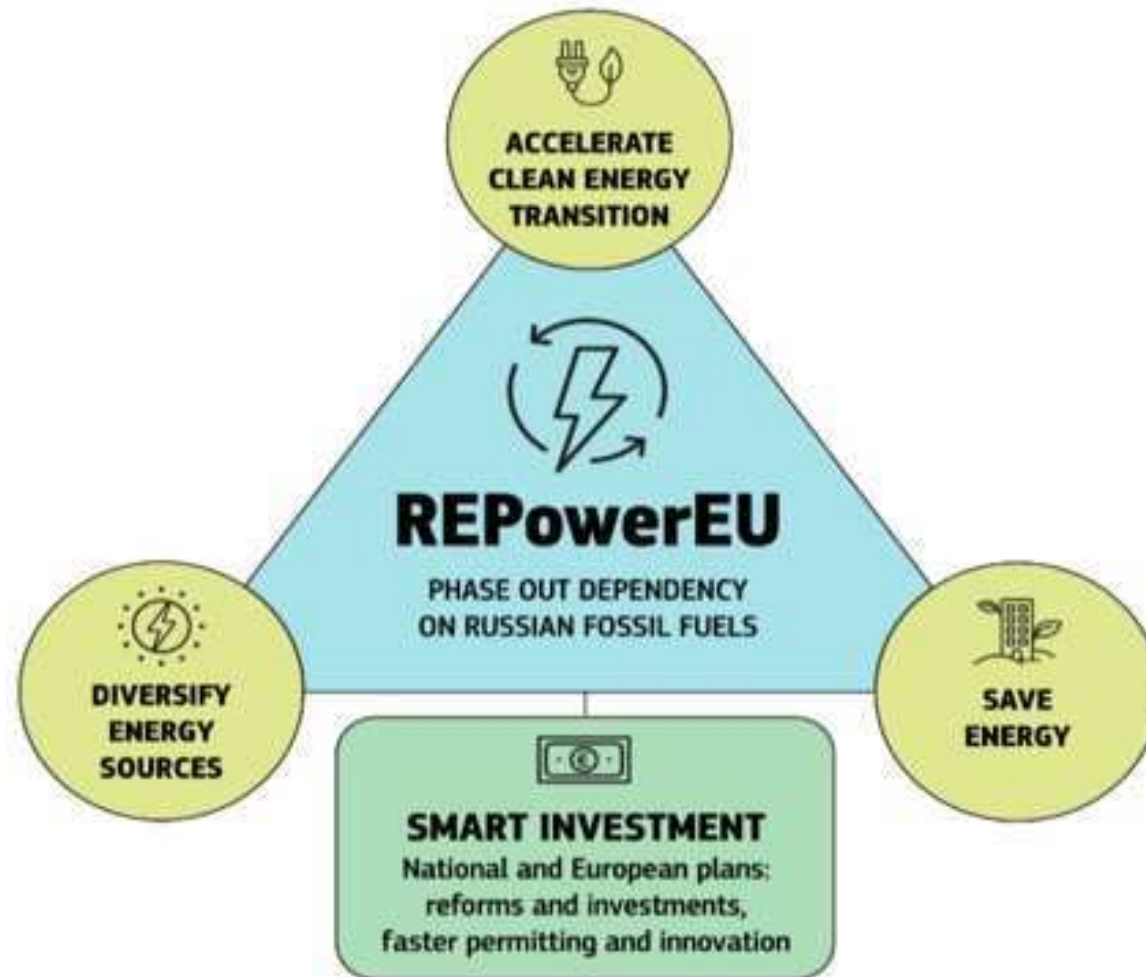 ACCELERATE
CLEAN ENERGY
TRANSITION
REPowerEU
PHASE OUT DEPENDENCY
ON RUSSIAN FOSSIL FUELS
DIVERSIFY
ENERGY
SOURCES
SAVE
ENERGY
€
SMART INVESTMENT
National and European plans:
reforms and investments,
faster permitting and innovation